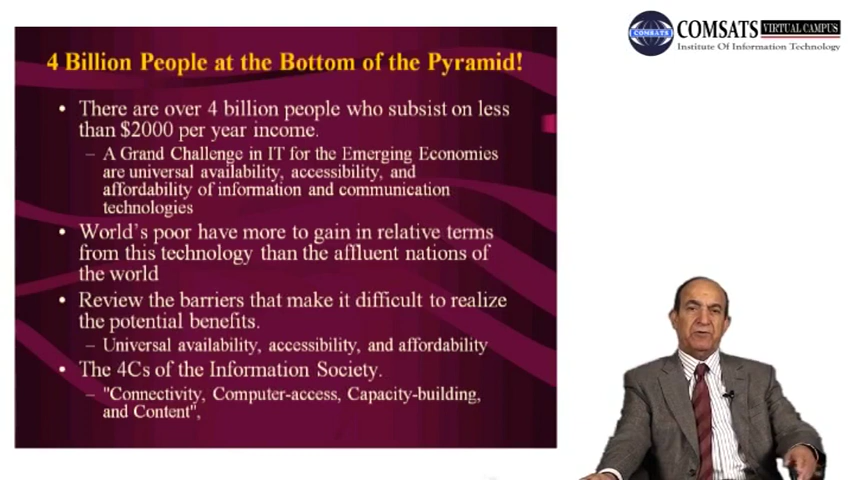 COMSATS VIRTUAL CAMPUS
Institute Of Information Technology
COMSATS
4 Billion People at the Bottom of the Pyramid!
• There are over 4 billion people who subsist on less
than $2000 per year income.
– A Grand Challenge in IT for the Emerging Economies
are universal availability, accessibility, and
affordability of information and communication
technologies
• World's poor have more to gain in relative terms
from this technology than the affluent nations of
the world
• Review the barriers that make it difficult to realize
the potential benefits.
– Universal availability, accessibility, and affordability
• The 4Cs of the Information Society.
– "Connectivity, Computer-access, Capacity-building,
and Content",